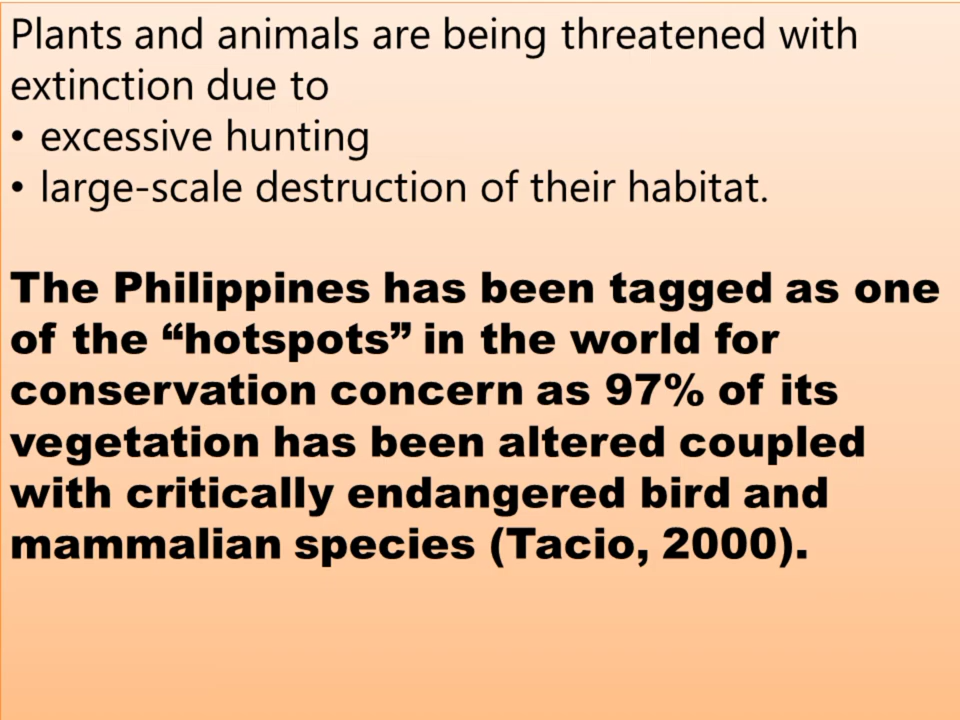 Plants and animals are being threatened with
extinction due to
• excessive hunting
• large-scale destruction of their habitat.
The Philippines has been tagged as one
of the “hotspots” in the world for
conservation concern as 97% of its
vegetation has been altered coupled
with critically endangered bird and
mammalian species (Tacio, 2000).